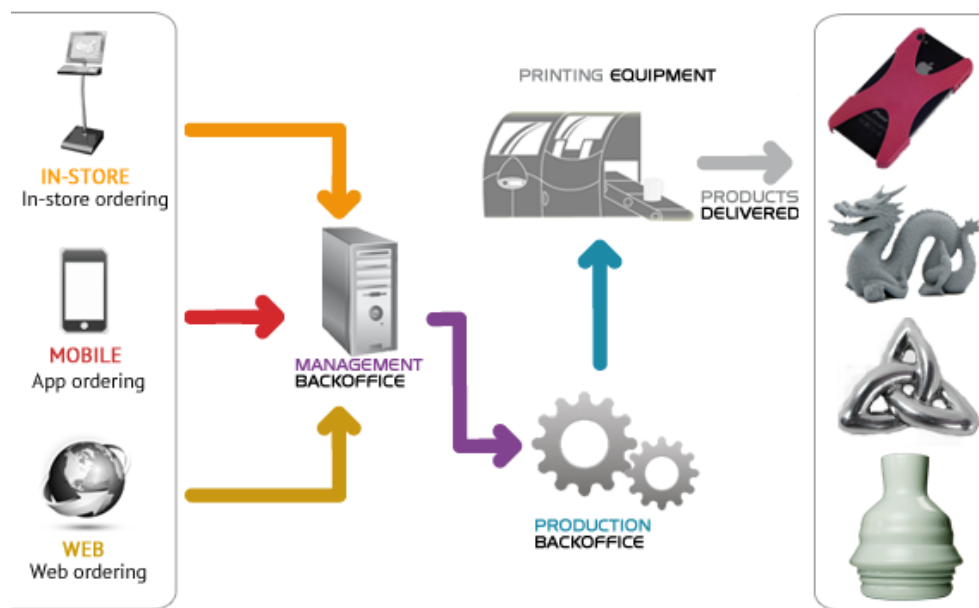 IN-STORE
In-store ordering
MOBILE
App ordering
WEB
Web ordering
MANAGEMENT
BACKOFFICE
PRODUCTION
BACKOFFICE
PRINTING EQUIPMENT
PRODUCTS
DELIVERED